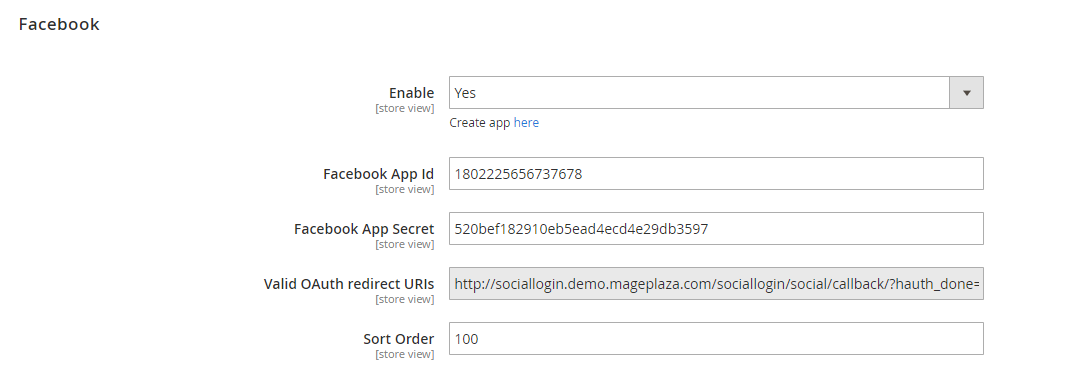 Facebook
Enable
[store view]
Yes
Create app here
Facebook App Id
[store view]
1802225656737678
Facebook App Secret
[store view]
520bef182910eb5ead4ecd4e29db3597
Valid OAuth redirect URIs
[store view]
http://sociallogin.demo.mageplaza.com/sociallogin/social/callback/?hauth_done=
Sort Order
[store view]
100